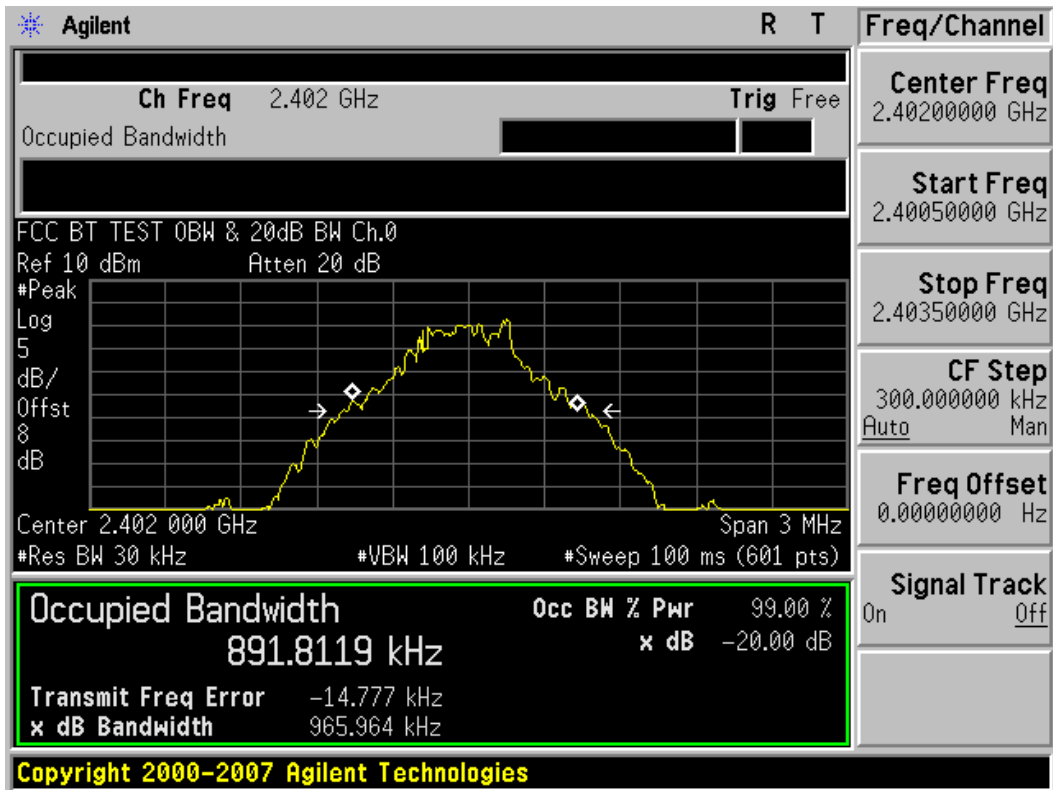 Agilent R T
Ch Freq 2.402 GHz Trig Free
Occupied Bandwidth
FCC BT TEST OBW & 20dB BW Ch.0
Ref 10 dBm Atten 20 dB
#Peak
Log
5
dB/
Offst
8
dB
Center 2.402 000 GHz Span 3 MHz
#Res BW 30 kHz #VBW 100 kHz #Sweep 100 ms (601 pts)
Occupied Bandwidth
891.8119 kHz
Occ BW % Pwr 99.00 %
x dB -20.00 dB
Transmit Freq Error -14.777 kHz
x dB Bandwidth 965.964 kHz
Copyright 2000-2007 Agilent Technologies
Freq/Channel
Center Freq
2.40200000 GHz
Start Freq
2.40050000 GHz
Stop Freq
2.40350000 GHz
CF Step
300.000000 kHz
Auto Man
Freq Offset
0.00000000 Hz
Signal Track
On Off